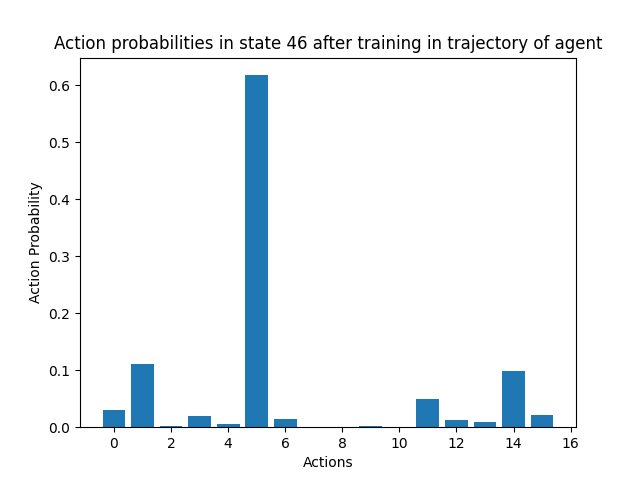 Action probabilities in state 46 after training in trajectory of agent
0.6
0.5
0.4
0.3
0.2
0.1
0.0
Action Probability
0 2 4 6 8 10 12 14 16
Actions